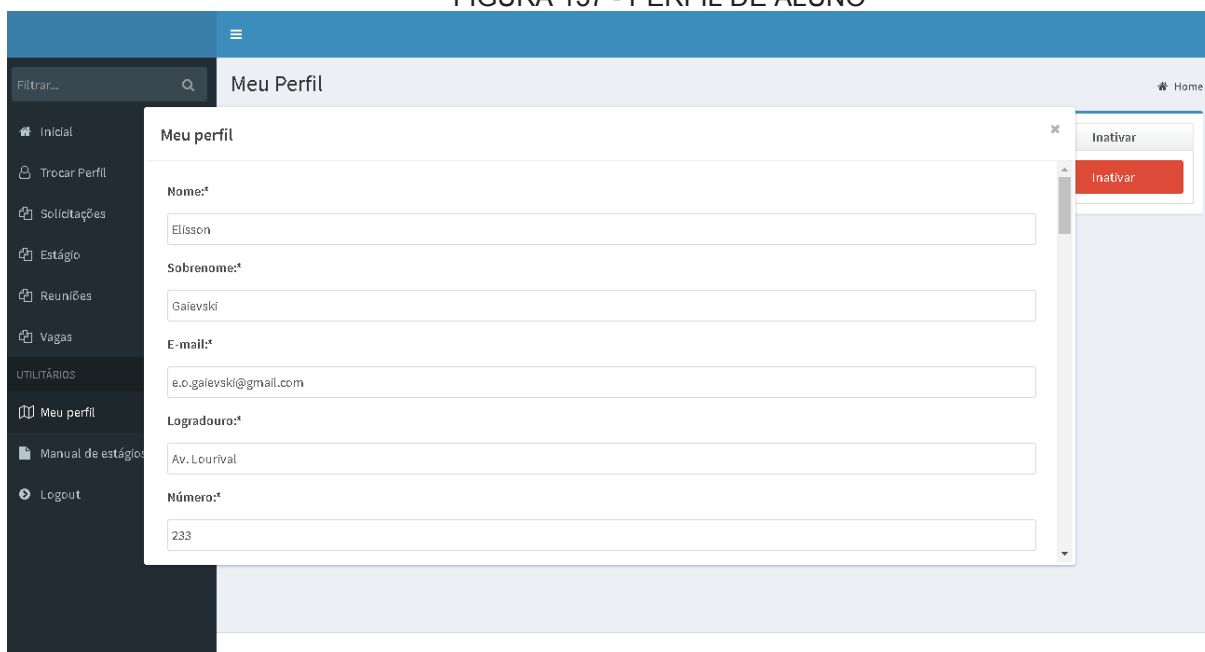 FIGURA 137 - PERFIL DE ALUNO
Filtrar...
Meu Perfil
Home
Inicial
Trocar Perfil
Solicitações
Estágio
Reuniões
Vagas
UTILITÁRIOS
Meu perfil
Manual de estágios
Logout
Meu perfil
Nome:*
Elisson
Sobrenome:*
Gaievski
E-mail:*
e.o.gaievski@gmail.com
Logradouro:*
Av. Lourival
Número:*
233
Inativar
Inativar